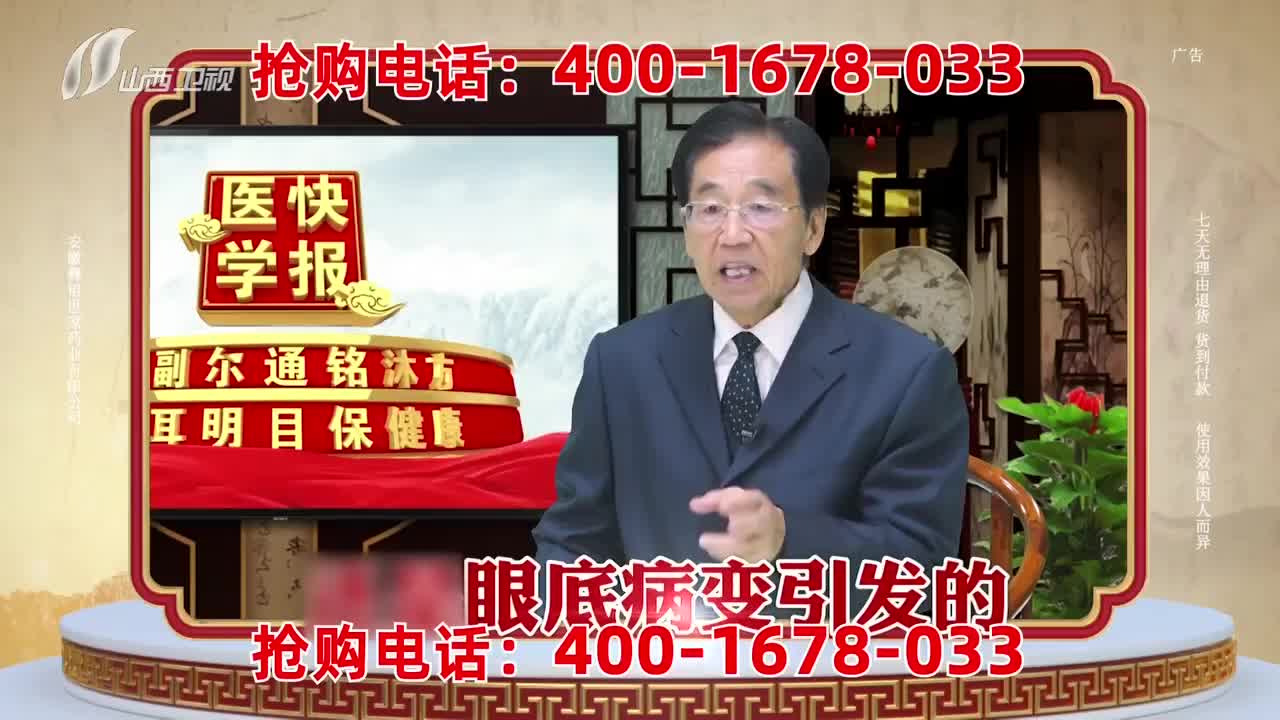 山西卫视
广告
抢购电话：400-1678-033
医快
学报
副尔通铭沐方
耳明目保健康
七天无理由退货 货到付款 使用效果因人而异
眼底病变引发的
抢购电话：400-1678-033